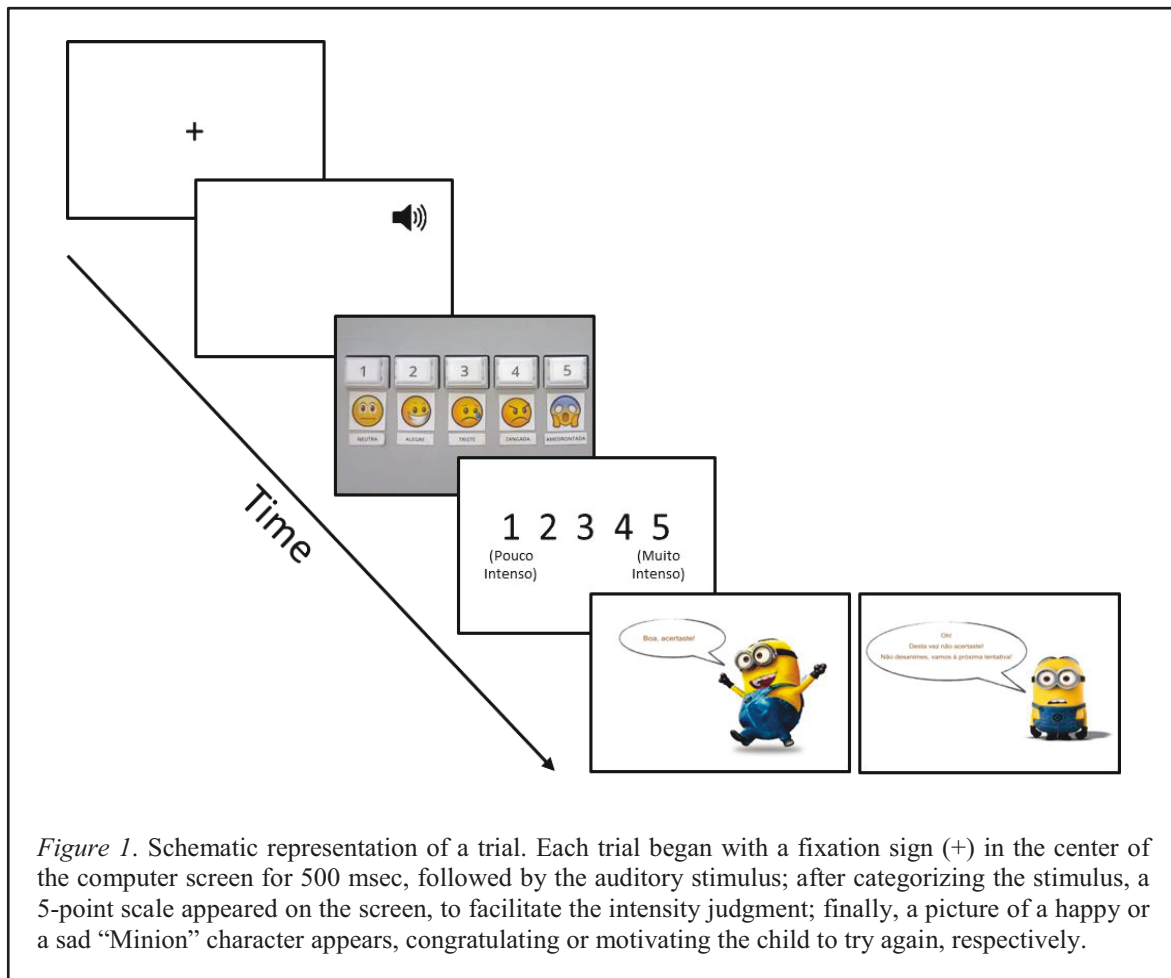 +
1 2 3 4 5
NEUTRA ALEGRE TRISTE ZANGADA AMEDRONTADA
Time
1 2 3 4 5
(Pouco Intenso) (Muito Intenso)
Boa, acertaste!
Oh!
Desta vez não acertaste!
Não desanimes, vamos à próxima tentativa!
Figure 1. Schematic representation of a trial. Each trial began with a fixation sign (+) in the center of
the computer screen for 500 msec, followed by the auditory stimulus; after categorizing the stimulus, a
5-point scale appeared on the screen, to facilitate the intensity judgment; finally, a picture of a happy or
a sad “Minion” character appears, congratulating or motivating the child to try again, respectively.